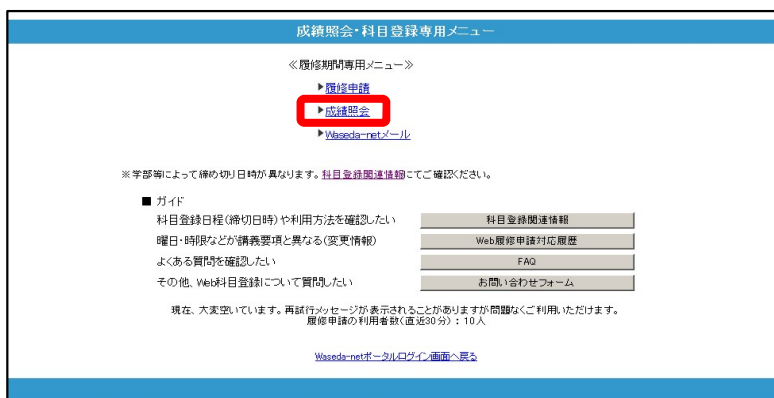 成績照会・科目登録専用メニュー
≪履修期間専用メニュー≫
▶履修申請
▶成績照会
▶Waseda-netメール
※学部等によって締め切り日時が異なります。科目登録関連情報にてご確認ください。
■ ガイド
科目登録日程(締切日時)や利用方法を確認したい 科目登録関連情報
曜日・時限などが講義要項と異なる(変更情報) Web履修申請対応履歴
よくある質問を確認したい FAQ
その他、Web科目登録について質問したい お問い合わせフォーム
現在、大変空いています。再試行メッセージが表示されることがありますが問題なくご利用いただけます。
履修申請の利用者数(直近30分) : 10人
Waseda-netポータルログイン画面へ戻る